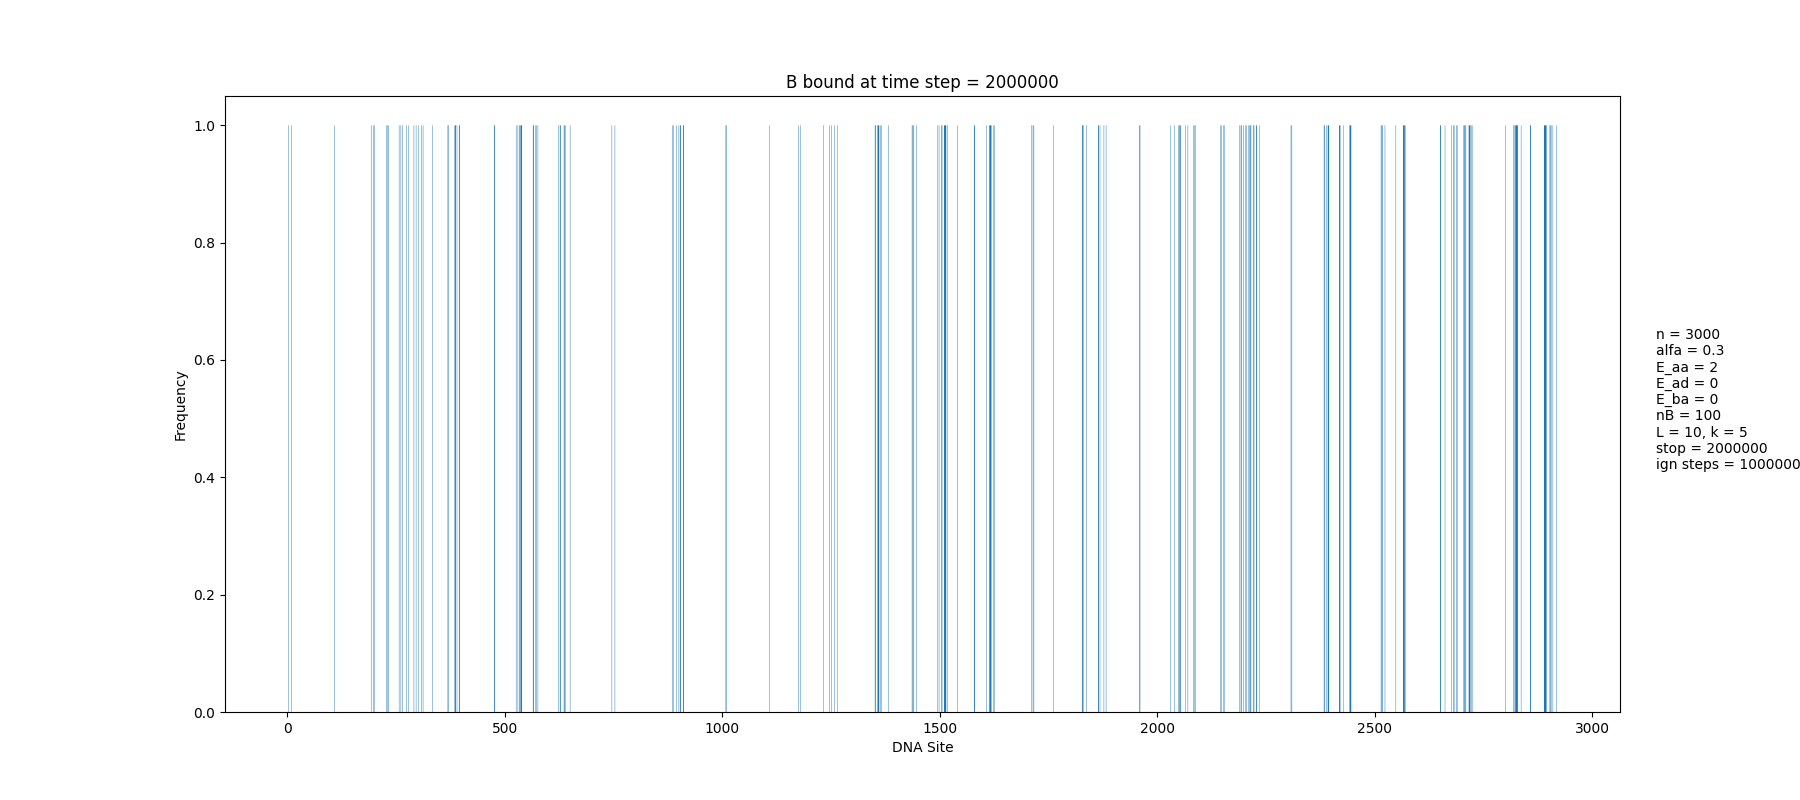 B bound at time step = 2000000
1.0
0.8
0.6
0.4
0.2
0.0
Frequency
0 500 1000 1500 2000 2500 3000
DNA Site
n = 3000
alfa = 0.3
E_aa = 2
E_ad = 0
E_ba = 0
nB = 100
L = 10, k = 5
stop = 2000000
ign steps = 1000000